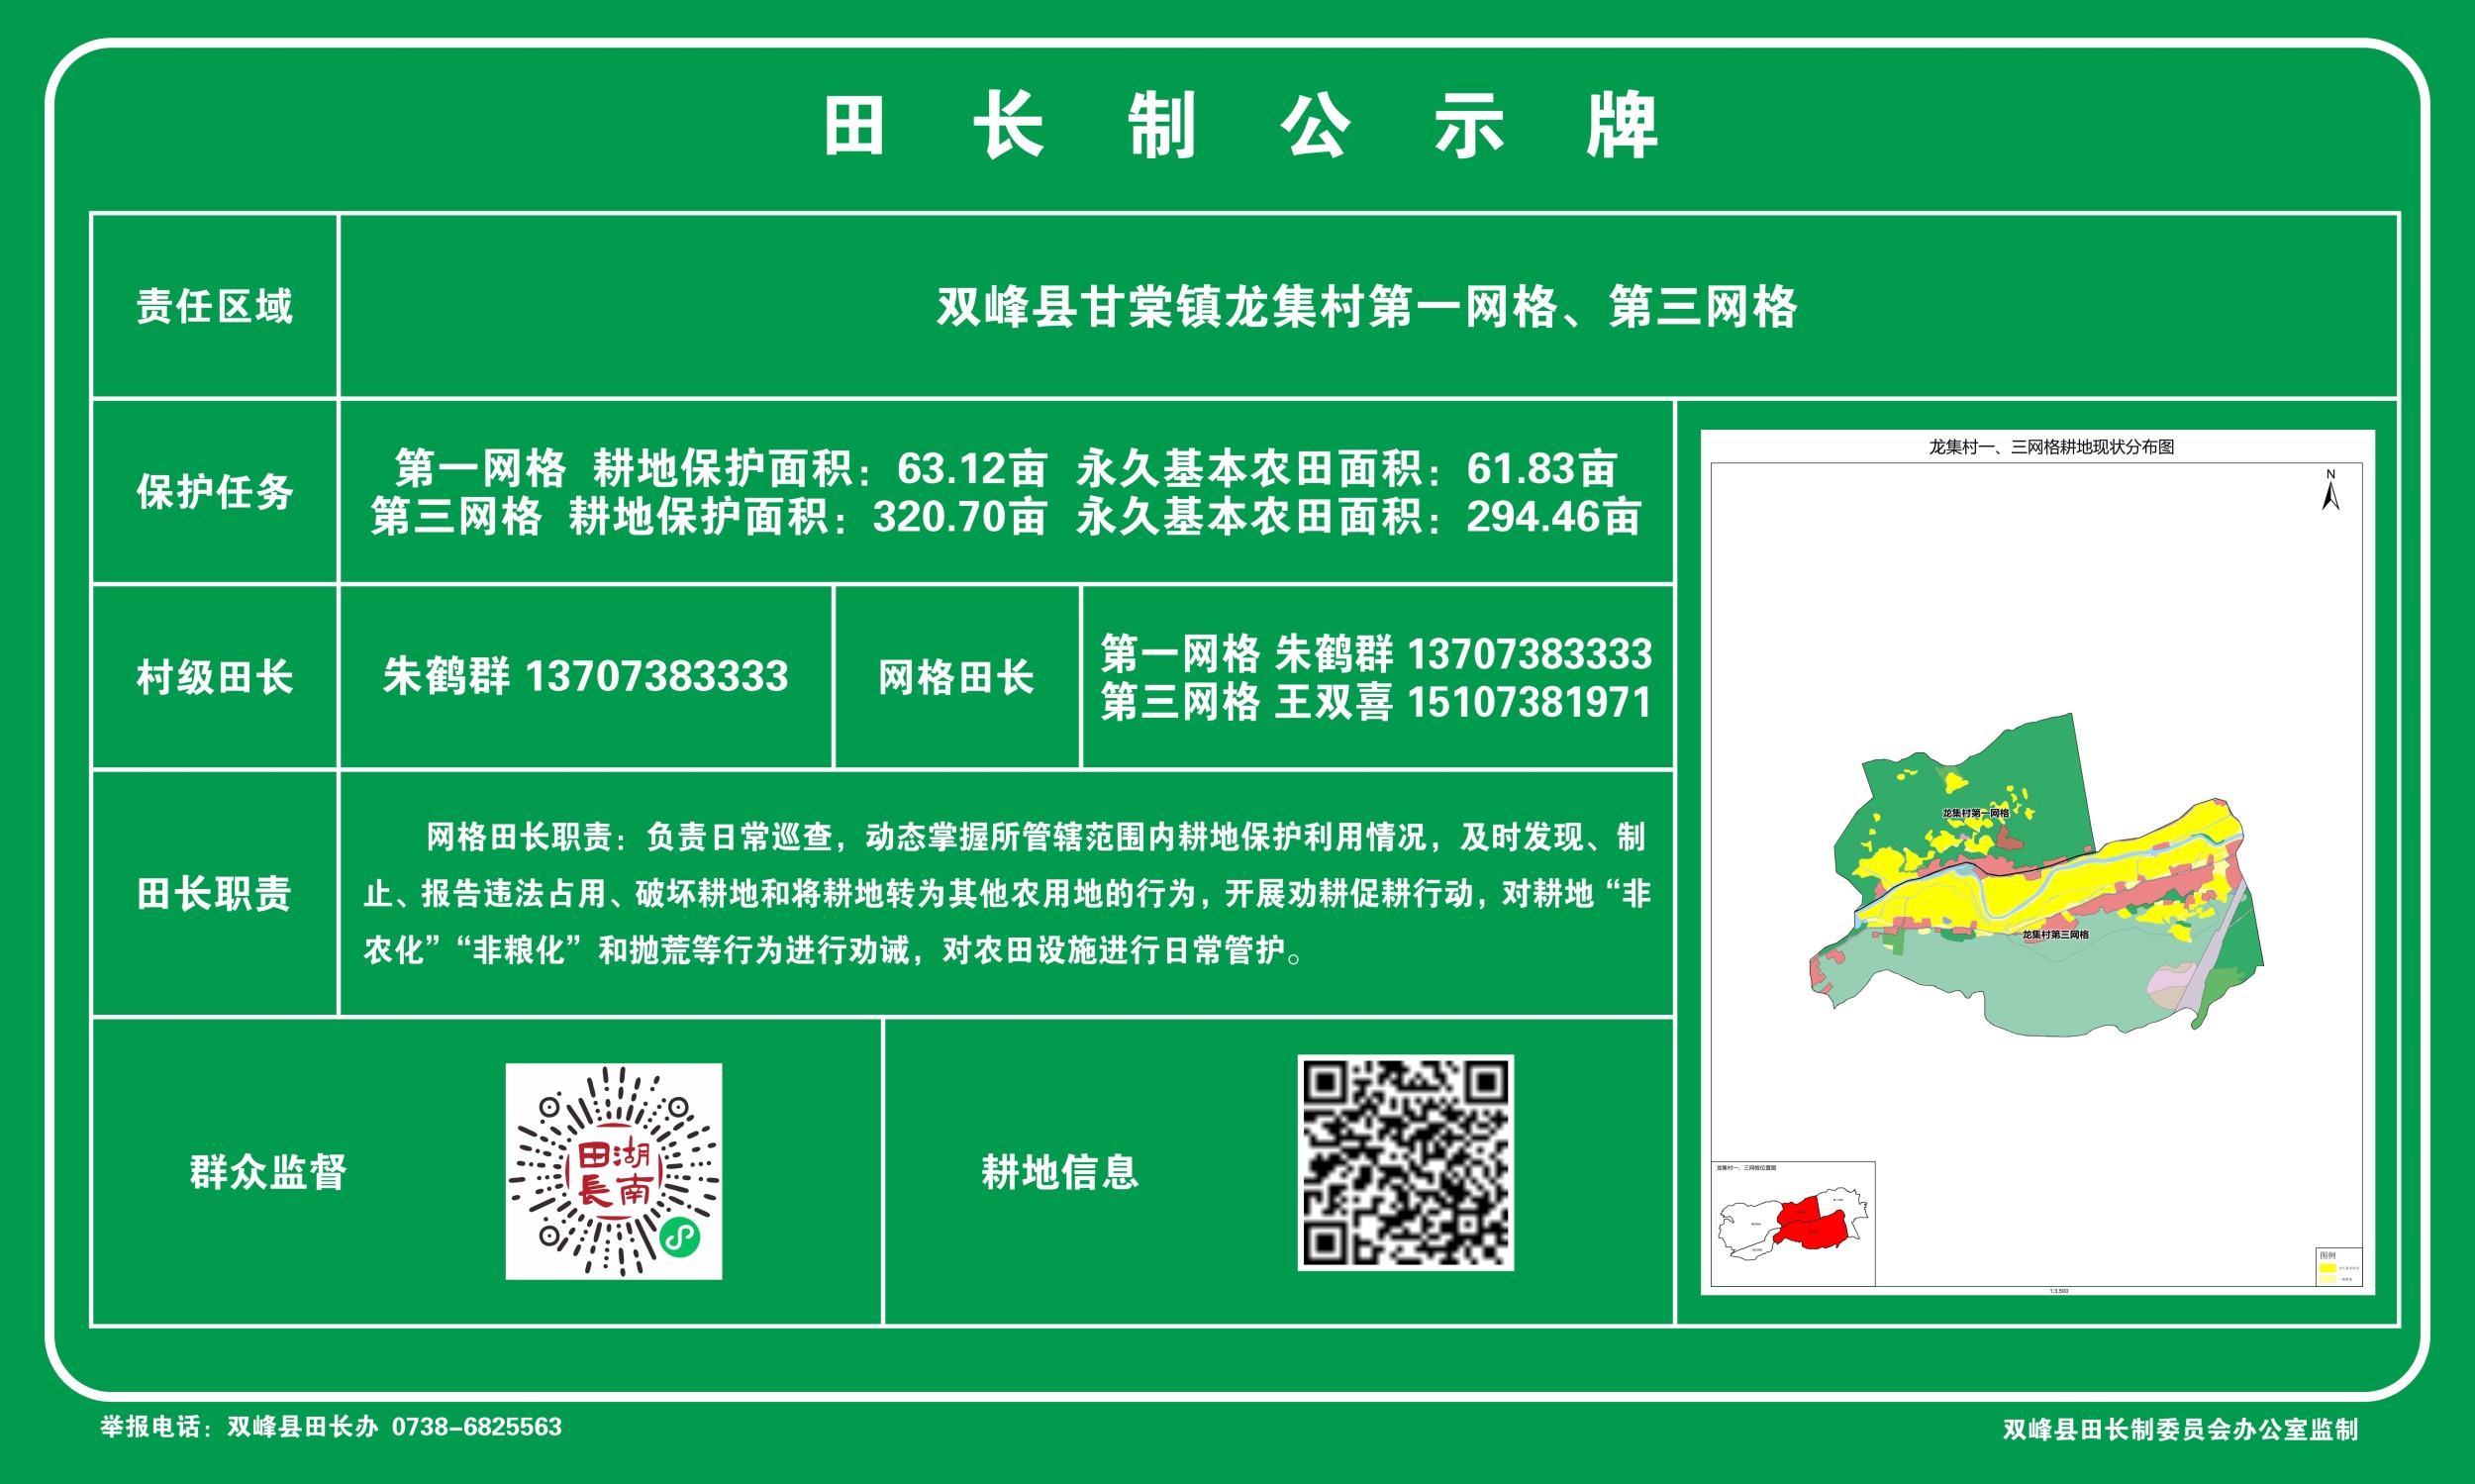 田长制公示牌
责任区域
双峰县甘棠镇龙集村第一网格、第三网格
保护任务
第一网格 耕地保护面积：63.12亩 永久基本农田面积：61.83亩
第三网格 耕地保护面积：320.70亩 永久基本农田面积：294.46亩
村级田长
朱鹤群 13707383333
网格田长
第一网格 朱鹤群 13707383333
第三网格 王双喜 15107381971
田长职责
网格田长职责：负责日常巡查，动态掌握所管辖范围内耕地保护利用情况，及时发现、制
止、报告违法占用、破坏耕地和将耕地转为其他农用地的行为，开展劝耕促耕行动，对耕地“非
农化”“非粮化”和抛荒等行为进行劝诫，对农田设施进行日常管护。
群众监督
湖南田長
耕地信息
龙集村一、三网格耕地现状分布图
N
龙集村第一网格
龙集村第三网格
龙集村一、三网格位置图
图例
1:3,500
举报电话：双峰县田长办 0738-6825563
双峰县田长制委员会办公室监制